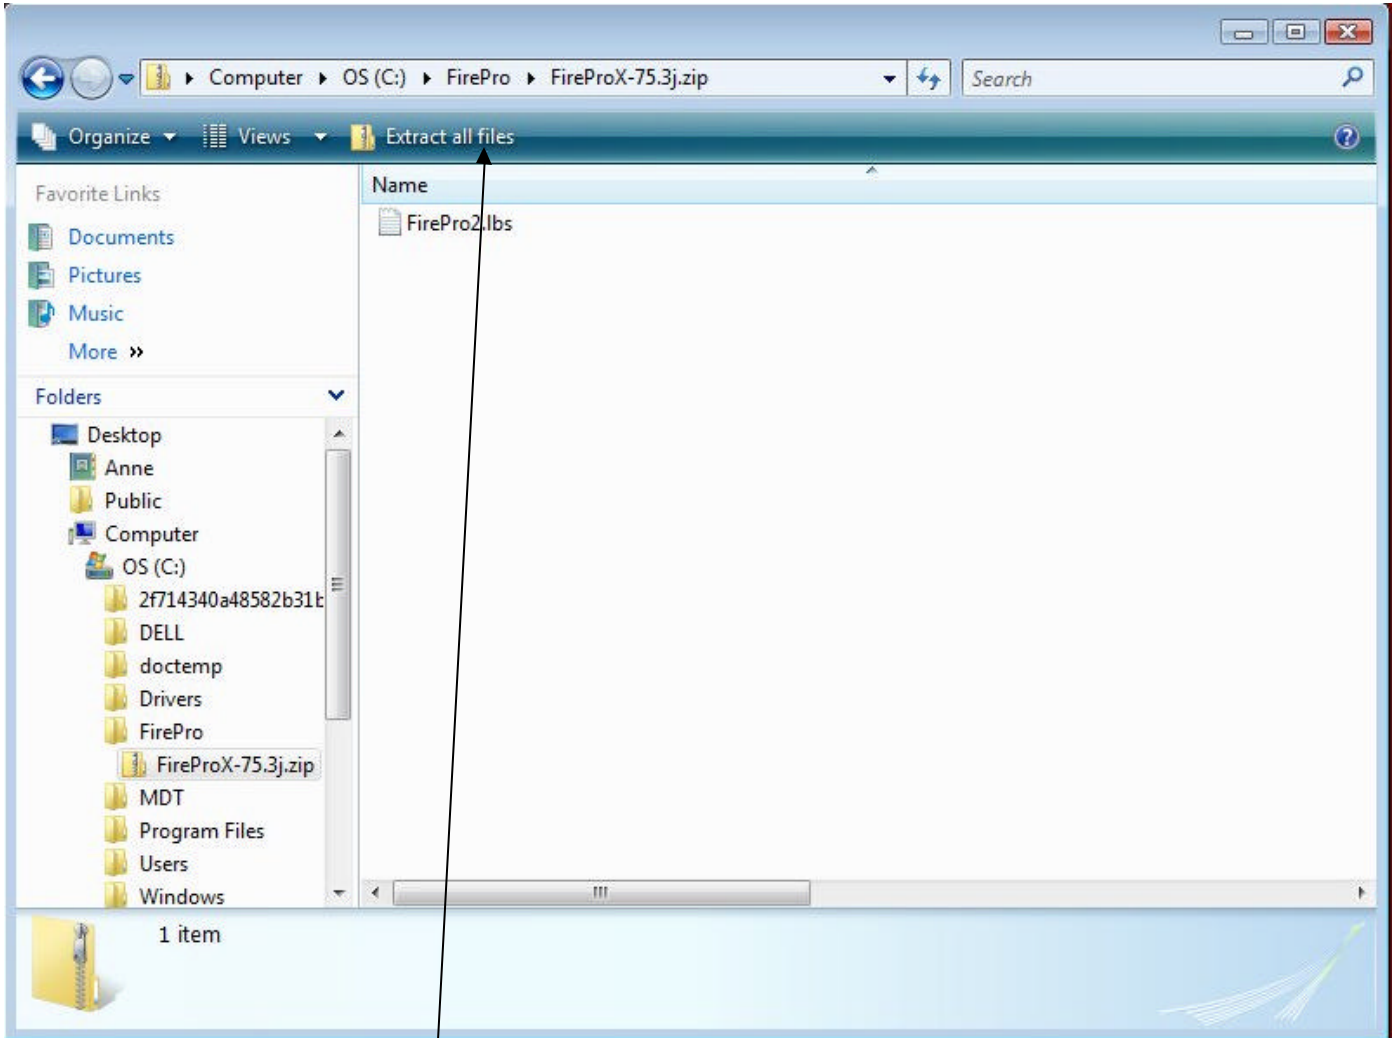 Computer OS (C:) FirePro FireProX-75.3j.zip Search
Organize Views Extract all files
Favorite Links
Documents
Pictures
Music
More »
Folders
Desktop
Anne
Public
Computer
OS (C:)
2f714340a48582b31b
DELL
doctemp
Drivers
FirePro
FireProX-75.3j.zip
MDT
Program Files
Users
Windows
Name
FirePro2.lbs
1 item